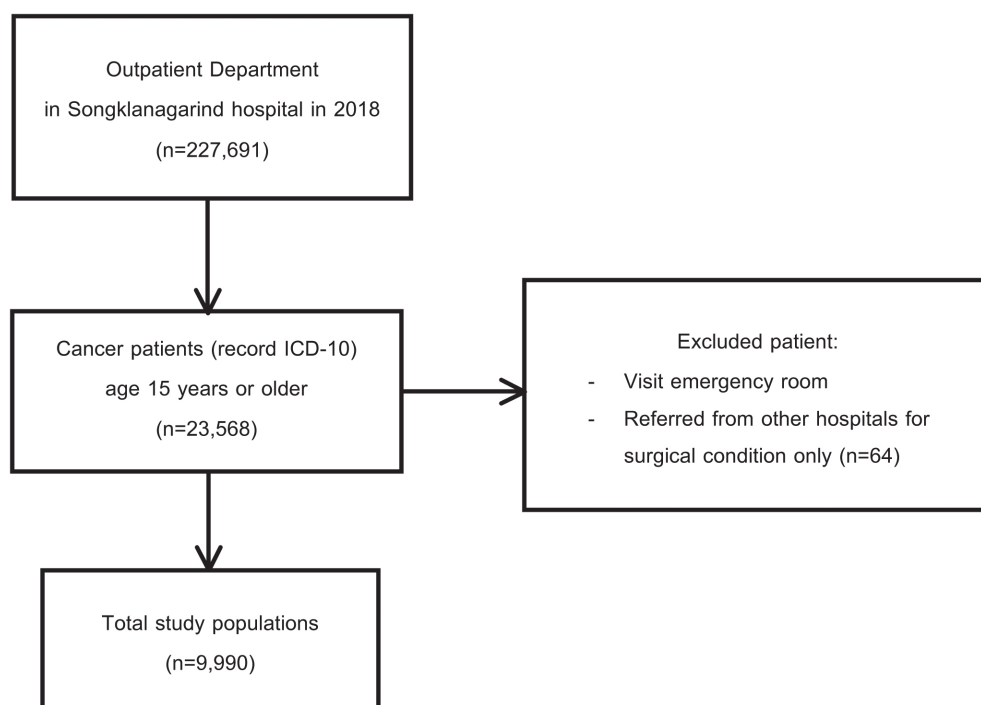 Outpatient Department
in Songklanagarind hospital in 2018
(n=227,691)
Cancer patients (record ICD-10)
age 15 years or older
(n=23,568)
Excluded patient:
- Visit emergency room
- Referred from other hospitals for
surgical condition only (n=64)
Total study populations
(n=9,990)